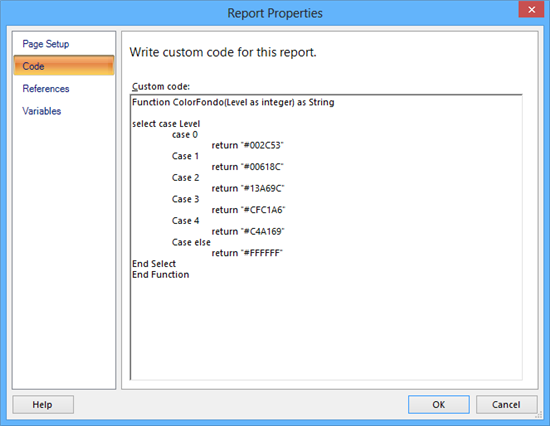 Report Properties
Page Setup
Code
References
Variables
Write custom code for this report.
Custom code:
Function ColorFondo(Level as integer) as String
select case Level
case 0
return "#002C53"
Case 1
return "#00618C"
Case 2
return "#13A69C"
Case 3
return "#CFC1A6"
Case 4
return "#C4A169"
Case else
return "#FFFFFF"
End Select
End Function
Help
OK
Cancel